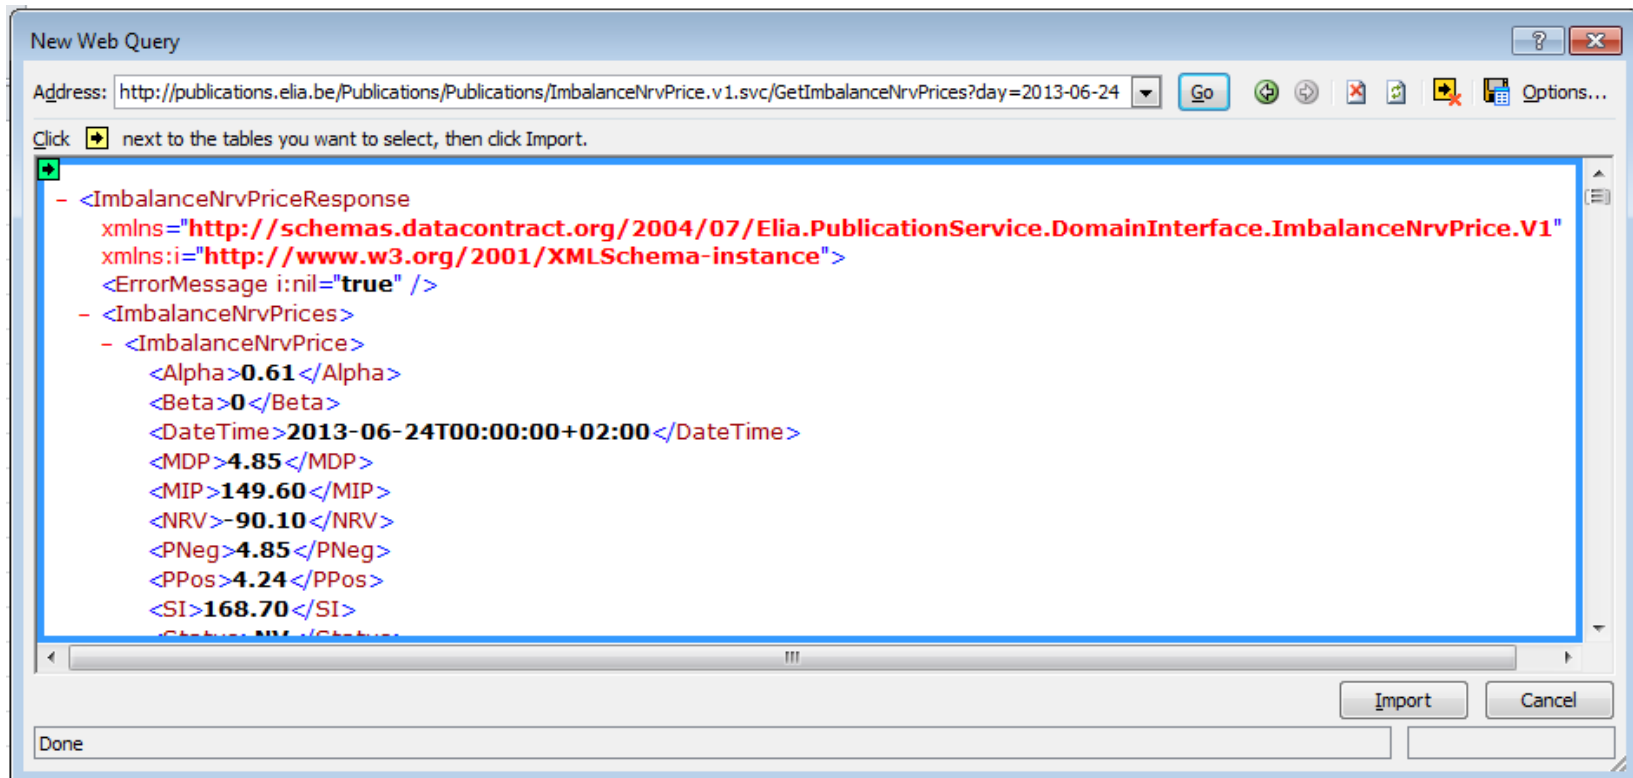 New Web Query
Address: http://publications.elia.be/Publications/Publications/ImbalanceNrvPrice.v1.svc/GetImbalanceNrvPrices?day=2013-06-24 Go Options...
Click next to the tables you want to select, then click Import.
- <ImbalanceNrvPriceResponse
xmlns="http://schemas.datacontract.org/2004/07/Elia.PublicationService.DomainInterface.ImbalanceNrvPrice.V1"
xmlns:i="http://www.w3.org/2001/XMLSchema-instance">
<ErrorMessage i:nil="true" />
- <ImbalanceNrvPrices>
- <ImbalanceNrvPrice>
<Alpha>0.61</Alpha>
<Beta>0</Beta>
<DateTime>2013-06-24T00:00:00+02:00</DateTime>
<MDP>4.85</MDP>
<MIP>149.60</MIP>
<NRV>-90.10</NRV>
<PNeg>4.85</PNeg>
<PPos>4.24</PPos>
<SI>168.70</SI>
<Status>NV</Status>
Import Cancel
Done